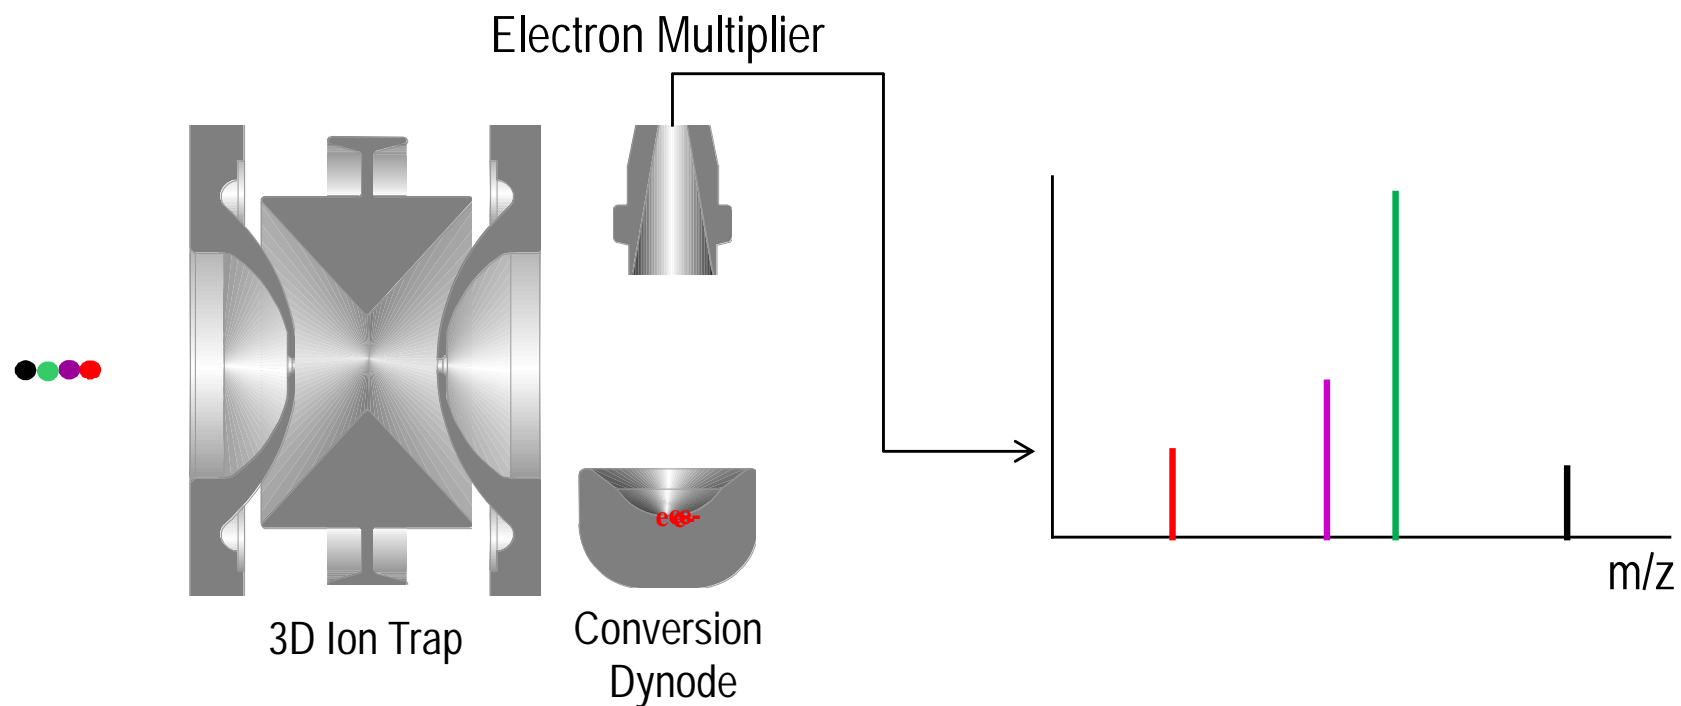 Electron Multiplier
m/z
3D Ion Trap
Conversion
Dynode